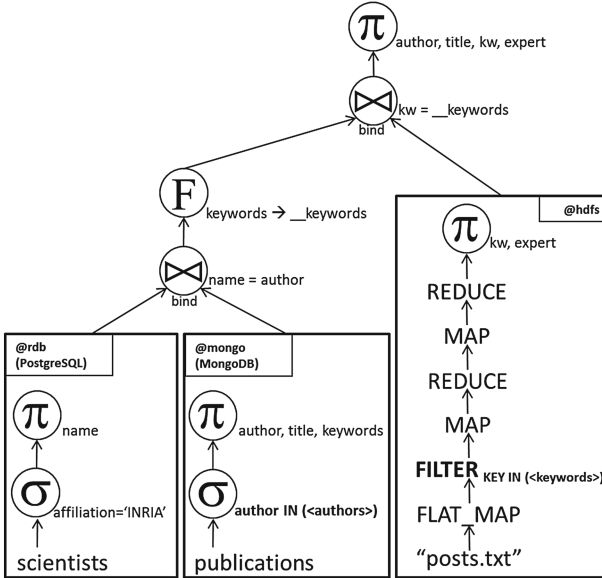 π
author, title, kw, expert
⋈
kw = __keywords
bind
F
keywords → __keywords
⋈
name = author
bind
@rdb
(PostgreSQL)
π
name
σ
affiliation=‘INRIA’
scientists
@mongo
(MongoDB)
π
author, title, keywords
σ
author IN (<authors>)
publications
@hdfs
π
kw, expert
REDUCE
MAP
REDUCE
MAP
FILTER KEY IN (<keywords>)
FLAT_MAP
“posts.txt”